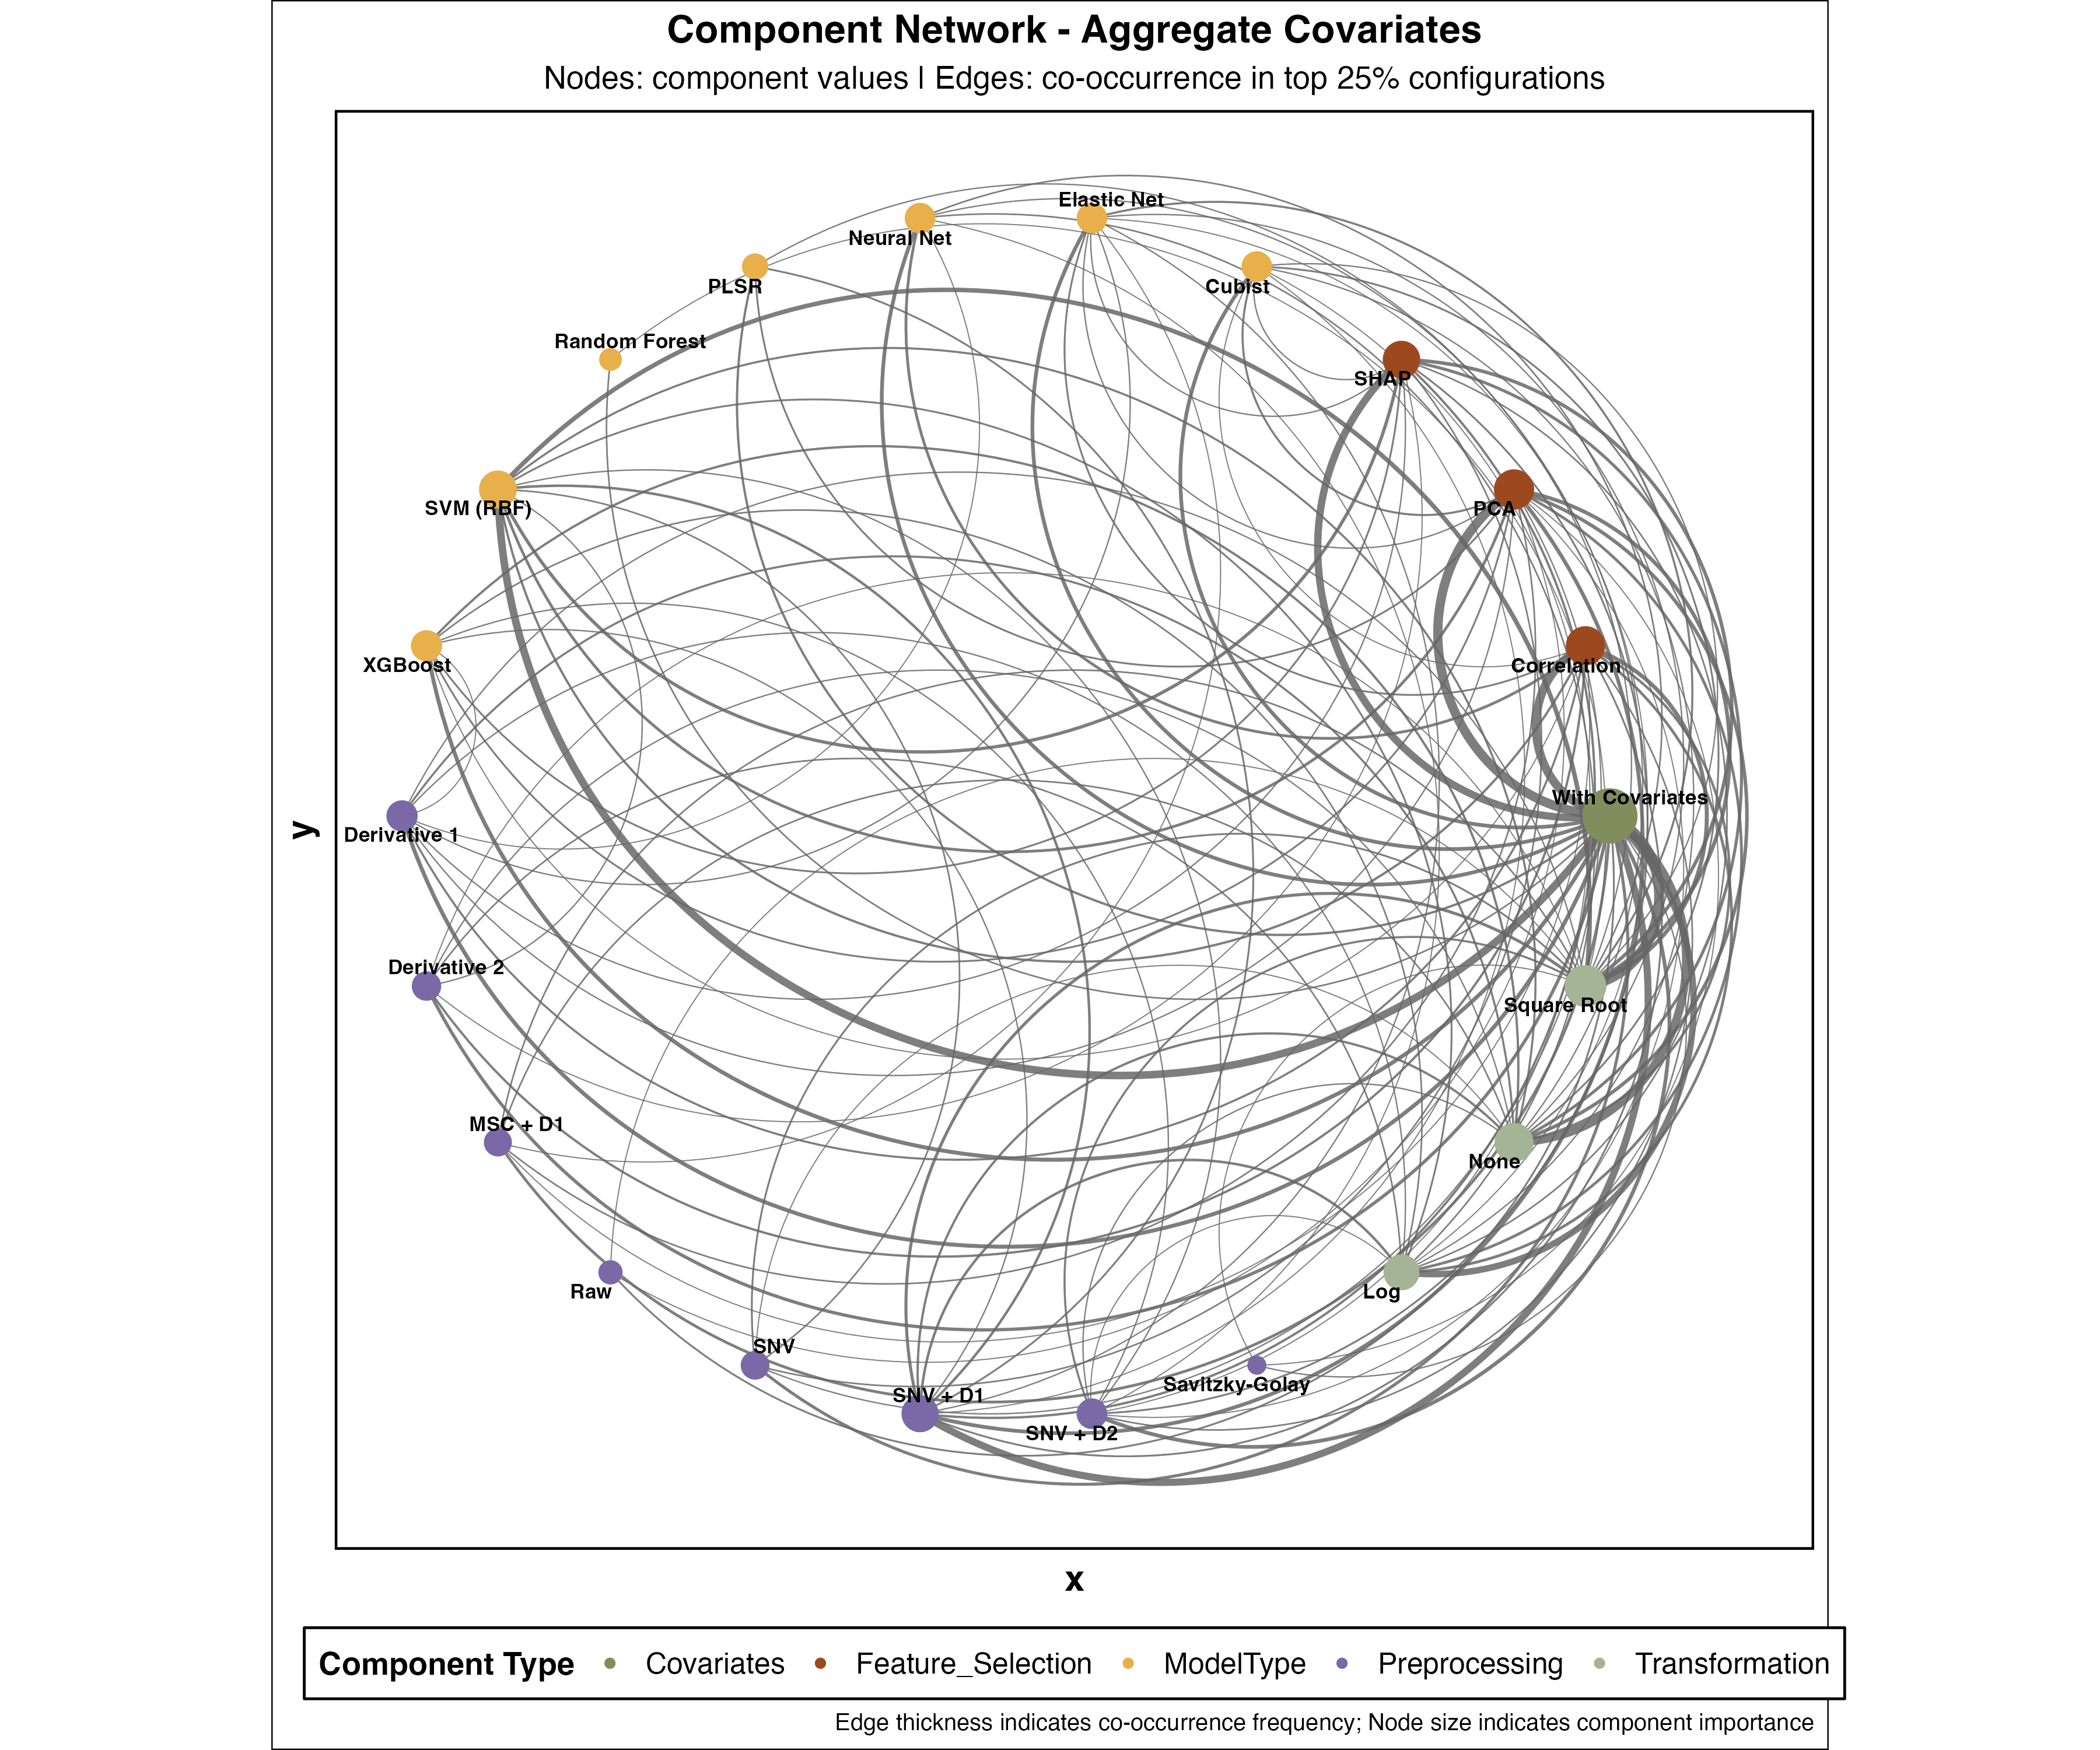 Component Network - Aggregate Covariates
Nodes: component values | Edges: co-occurrence in top 25% configurations
Elastic Net
Neural Net
Cubist
PLSR
Random Forest
SHAP
SVM (RBF)
PCA
XGBoost
Correlation
With Covariates
y
Derivative 1
Derivative 2
Square Root
MSC + D1
None
Raw
Log
SNV
Savitzky-Golay
SNV + D1
SNV + D2
x
Component Type Covariates Feature_Selection ModelType Preprocessing Transformation
Edge thickness indicates co-occurrence frequency; Node size indicates component importance